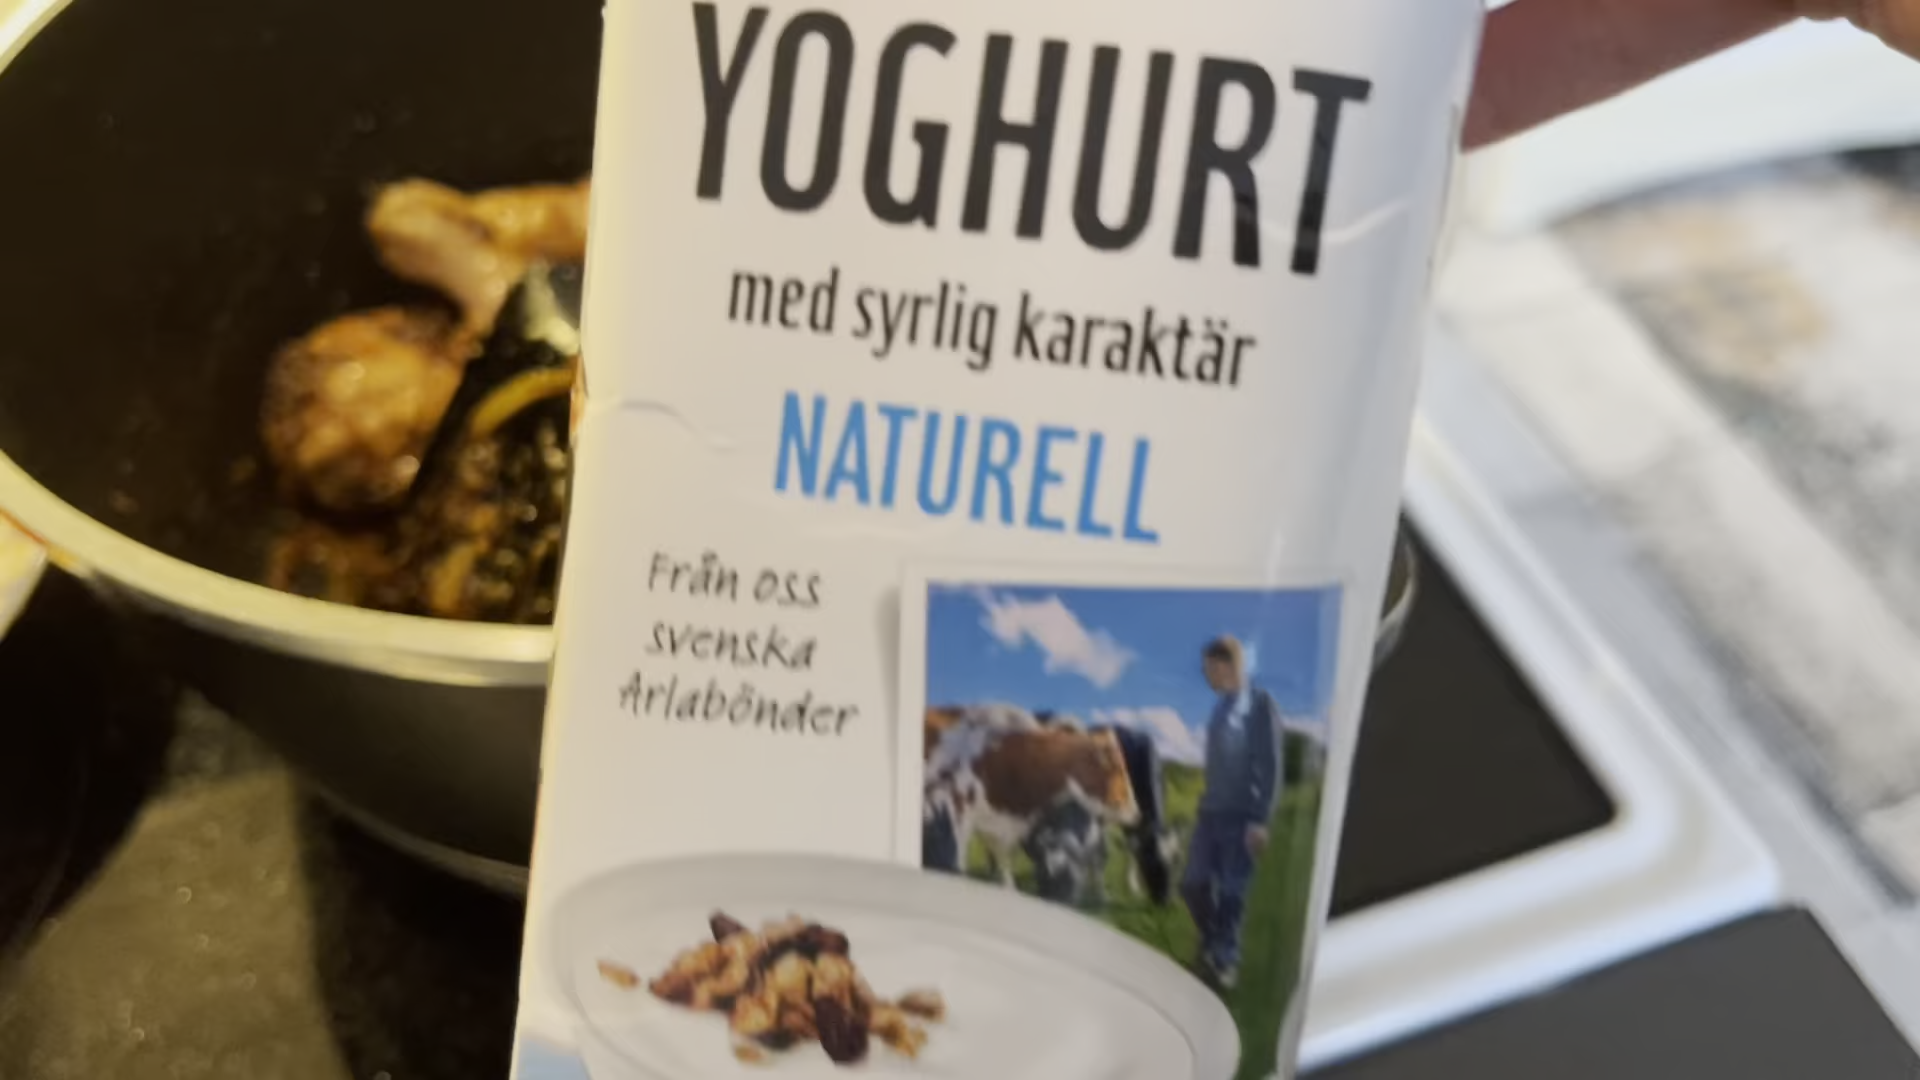 YOGHURT
med syrlig karaktär
NATURELL
Från oss
svenska
Arlabönder